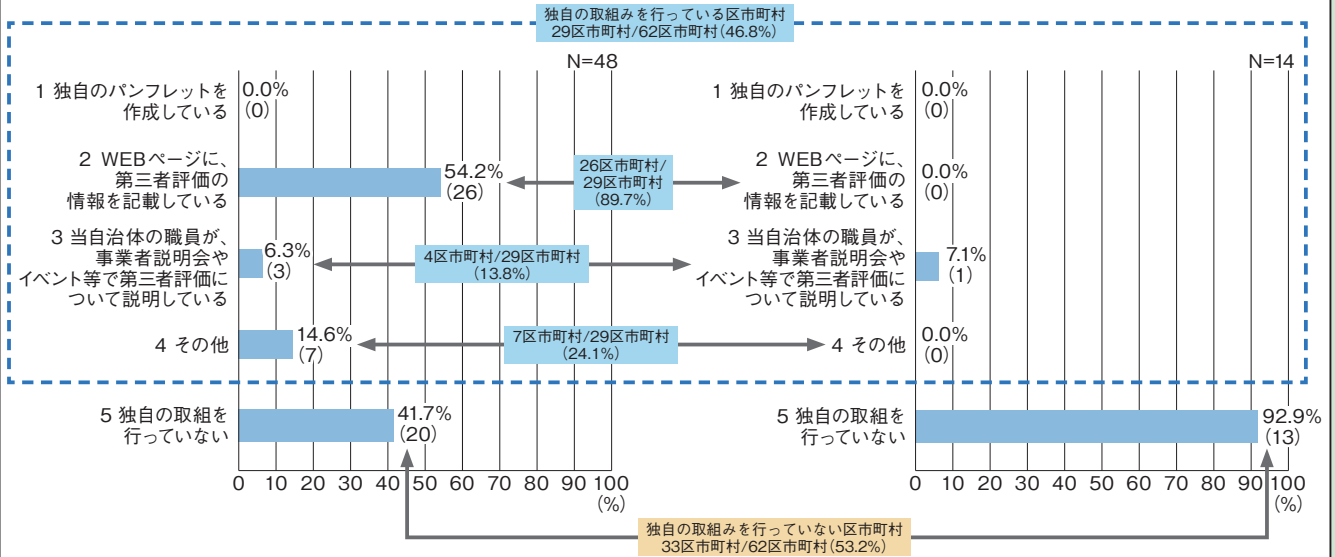 独自の取組みを行っている区市町村
29区市町村/62区市町村(46.8%)
N=48
1 独自のパンフレットを
作成している
0.0%
(0)
2 WEBページに、
第三者評価の
情報を記載している
54.2%
(26)
26区市町村/
29区市町村
(89.7%)
3 当自治体の職員が、
事業者説明会や
イベント等で第三者評価に
ついて説明している
6.3%
(3)
4区市町村/29区市町村
(13.8%)
4 その他
14.6%
(7)
7区市町村/29区市町村
(24.1%)
5 独自の取組を
行っていない
41.7%
(20)
0 10 20 30 40 50 60 70 80 90 100
(%)
N=14
1 独自のパンフレットを
作成している
0.0%
(0)
2 WEBページに、
第三者評価の
情報を記載している
0.0%
(0)
3 当自治体の職員が、
事業者説明会や
イベント等で第三者評価に
ついて説明している
7.1%
(1)
4 その他
0.0%
(0)
5 独自の取組を
行っていない
92.9%
(13)
0 10 20 30 40 50 60 70 80 90 100
(%)
独自の取組みを行っていない区市町村
33区市町村/62区市町村(53.2%)